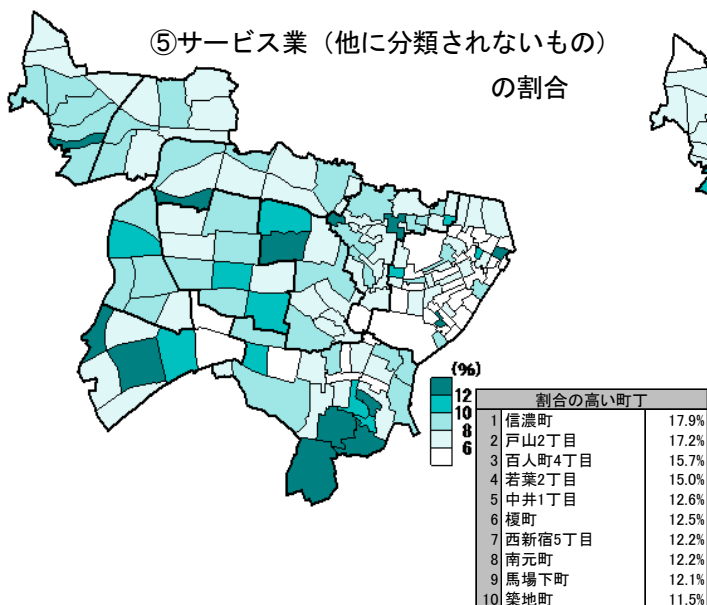 ⑤サービス業（他に分類されないもの）
の割合
(%)
12
10
8
6
割合の高い町丁
1 信濃町 17.9%
2 戸山2丁目 17.2%
3 百人町4丁目 15.7%
4 若葉2丁目 15.0%
5 中井1丁目 12.6%
6 榎町 12.5%
7 西新宿5丁目 12.2%
8 南元町 12.2%
9 馬場下町 12.1%
10 築地町 11.5%